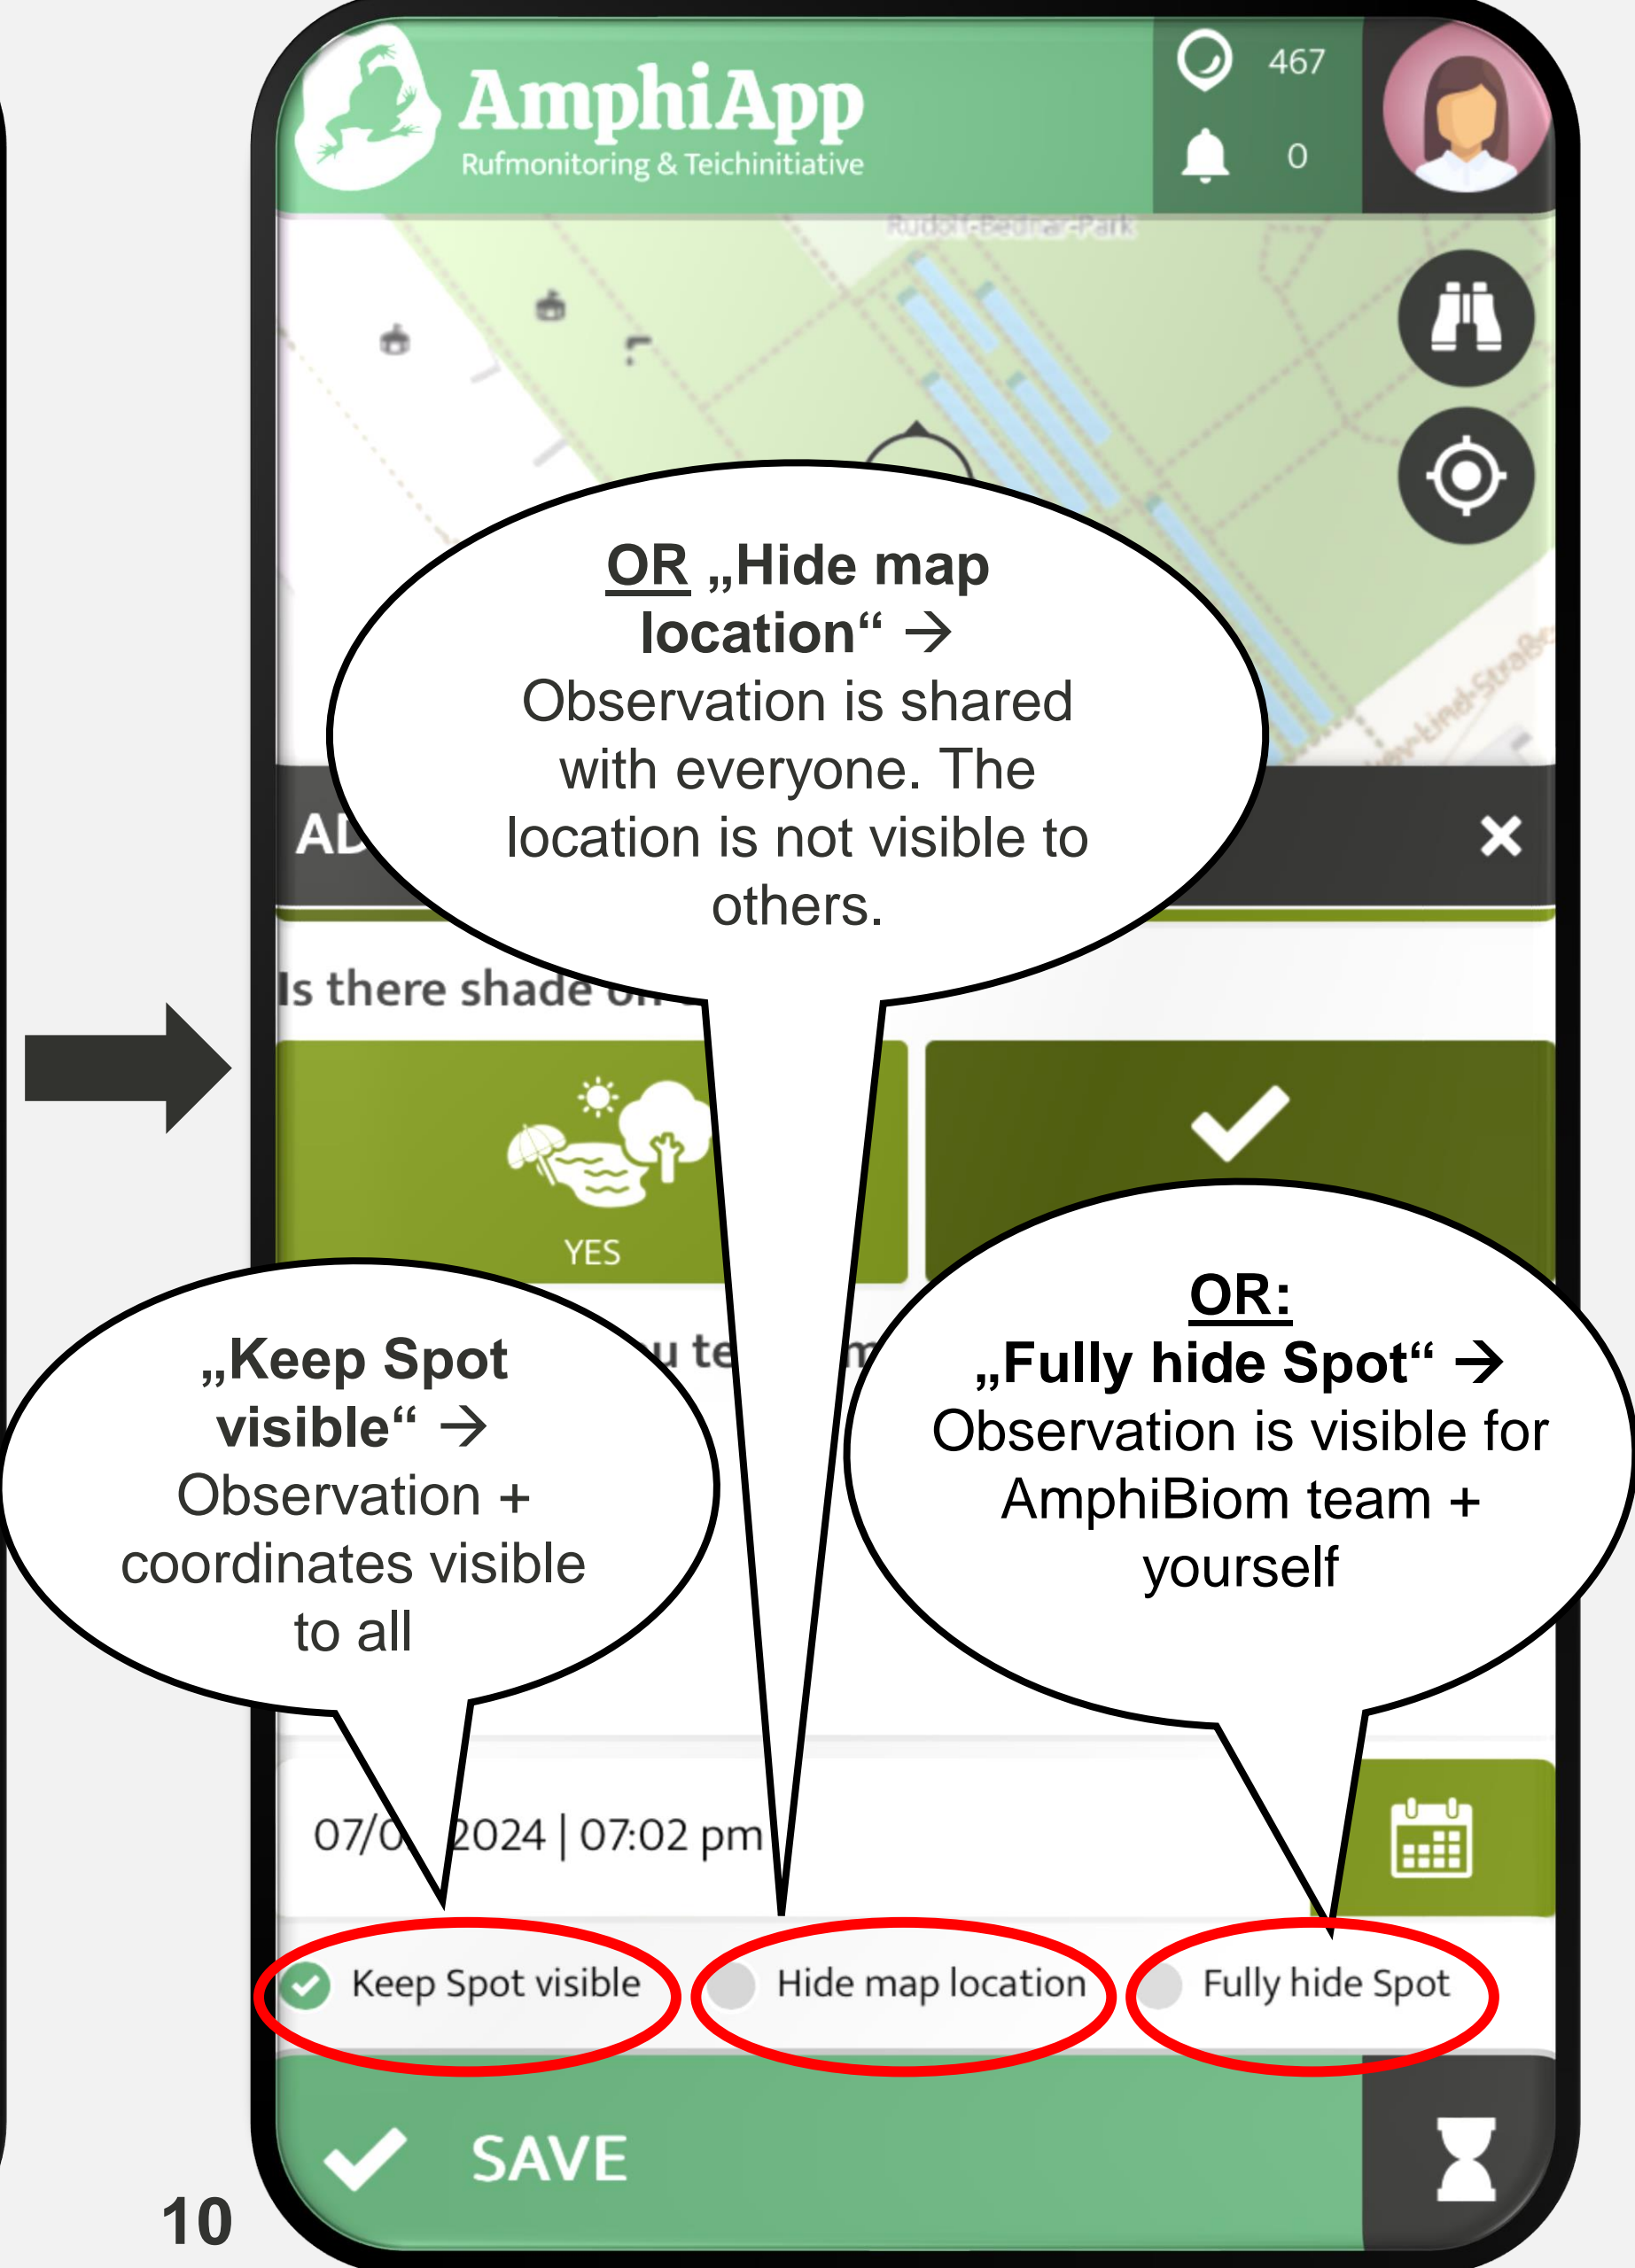 AmphiApp
Rufmonitoring & Teichinitiative
467
0
Rudolf-Bednar-Park
OR „Hide map
location“ →
Observation is shared
with everyone. The
location is not visible to
others.
AD
Is there shade on
YES
OR:
„Fully hide Spot“ →
Observation is visible for
AmphiBiom team +
yourself
„Keep Spot
visible“ →
Observation +
coordinates visible
to all
07/0 2024 | 07:02 pm
Keep Spot visible
Hide map location
Fully hide Spot
SAVE
10